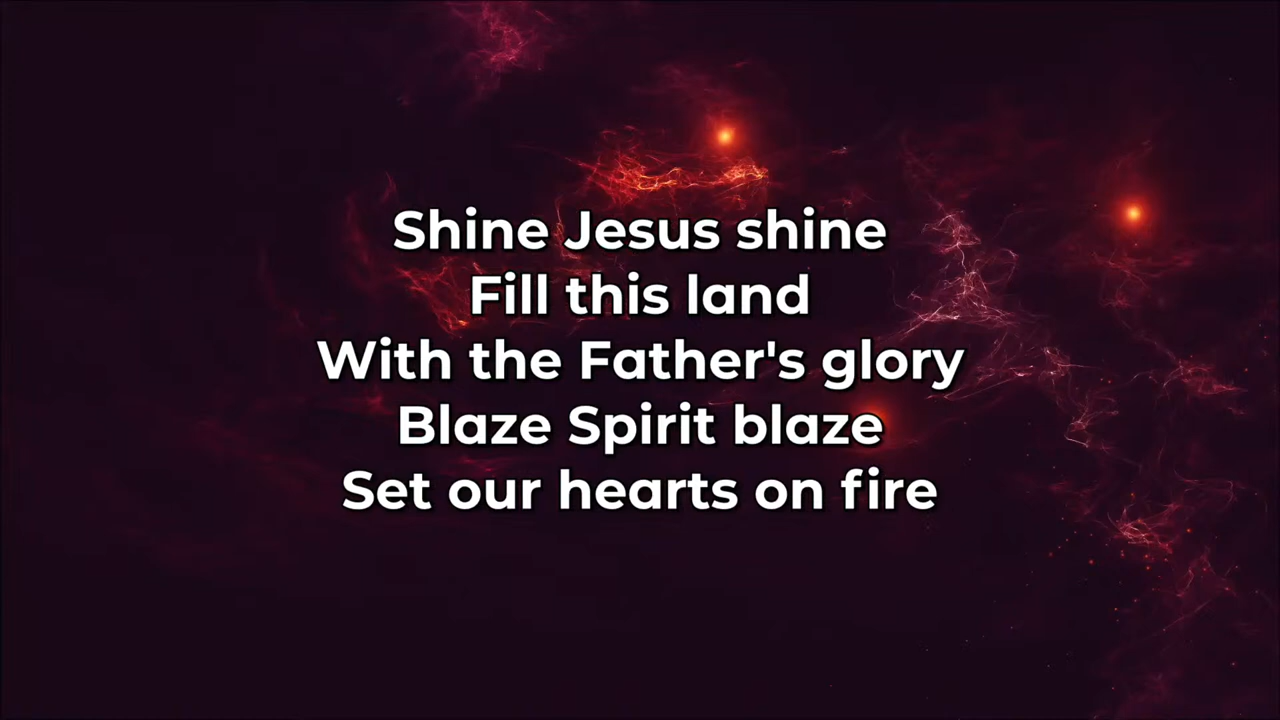 Shine Jesus shine
Fill this land
With the Father's glory
Blaze Spirit blaze
Set our hearts on fire